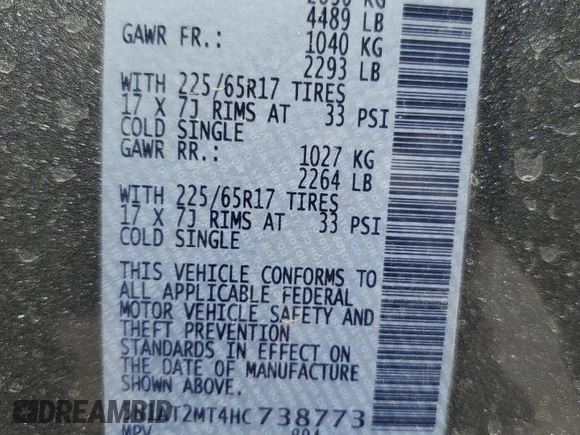 4489 LB
GAWR FR.: 1040 KG
2293 LB
WITH 225/65R17 TIRES
17 X 7J RIMS AT 33 PSI
COLD SINGLE
GAWR RR.: 1027 KG
2264 LB
WITH 225/65R17 TIRES
17 X 7J RIMS AT 33 PSI
COLD SINGLE
THIS VEHICLE CONFORMS TO
ALL APPLICABLE FEDERAL
MOTOR VEHICLE SAFETY AND
THEFT PREVENTION
STANDARDS IN EFFECT ON
THE DATE OF MANUFACTURE
SHOWN ABOVE.
T2MT4HC738773
MPV